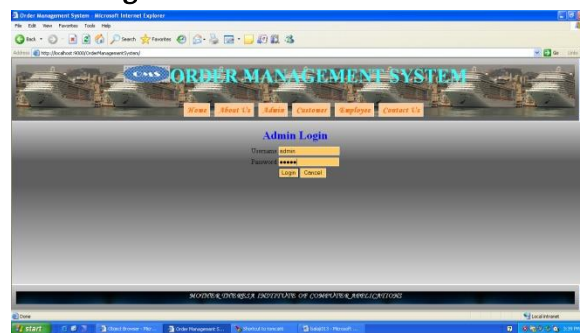 Order Management System - Microsoft Internet Explorer
File Edit View Favorites Tools Help
Back Search Favorites
Address http://localhost:9000/OrderManagementSystem/ Go Links
OMS ORDER MANAGEMENT SYSTEM
Home About Us Admin Customer Employee Contact Us
Admin Login
Username admin
Password
Login Cancel
MOTHER THERESA INSTITUTE OF COMPUTER APPLICATIONS
Done Local intranet
start Order Management S...